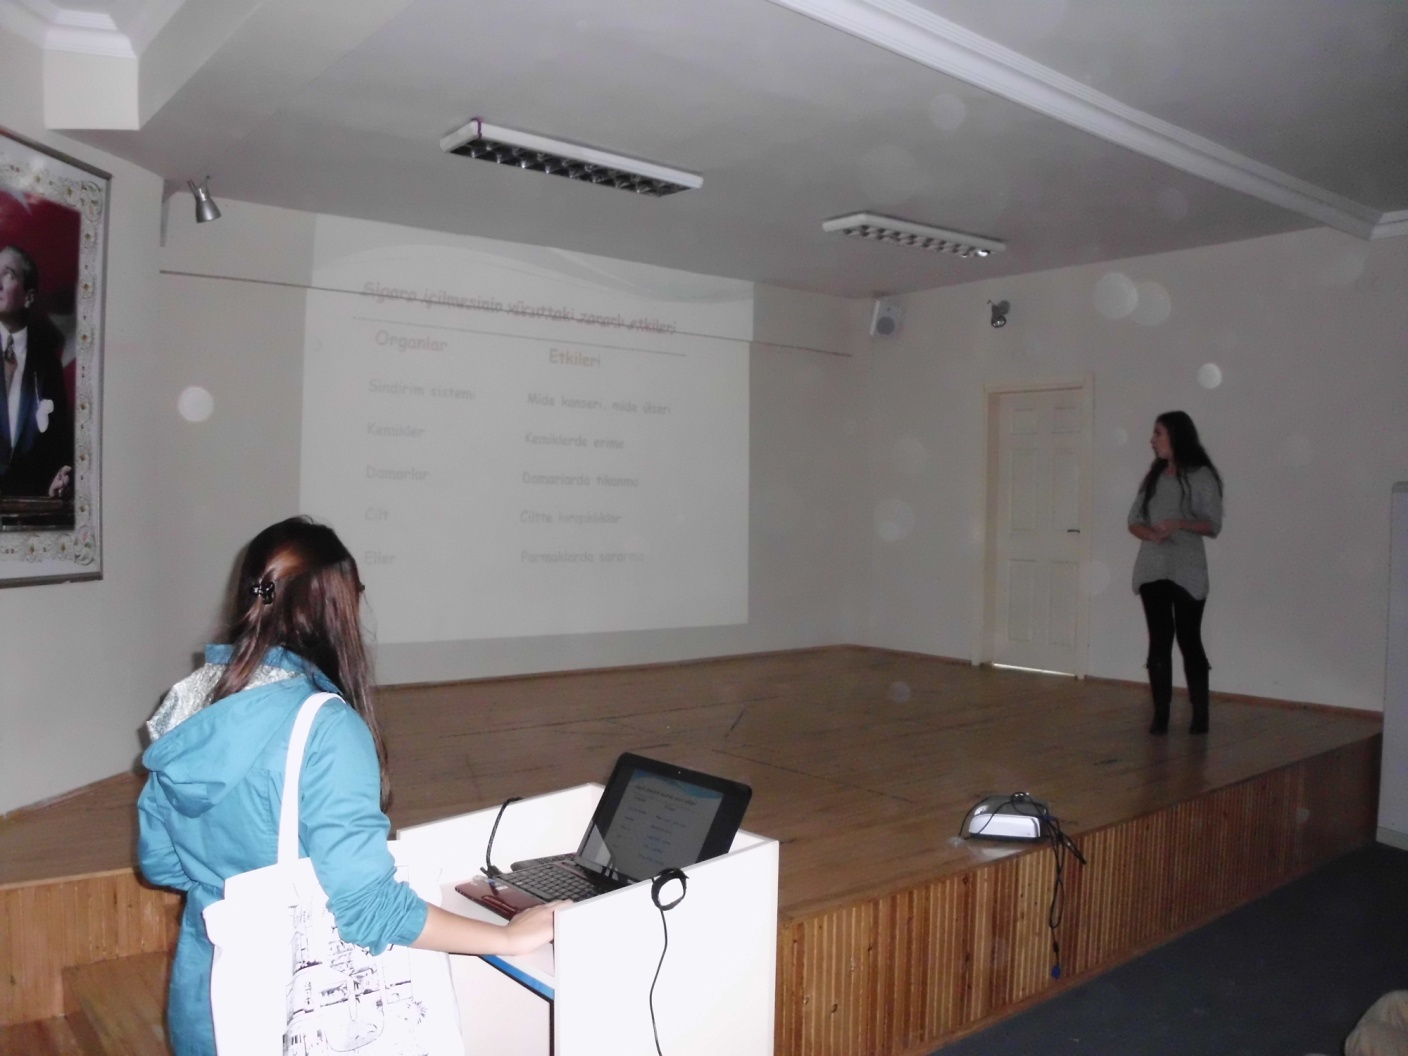 Sigara içilmesinin vücuttaki zararlı etkileri
Organlar Etkileri
Sindirim sistemi Mide kanseri, mide ülseri
Kemikler Kemiklerde erime
Damarlar Damarlarda tıkanma
Cilt Ciltte kırışıklıklar
Eller Parmaklarda sararma